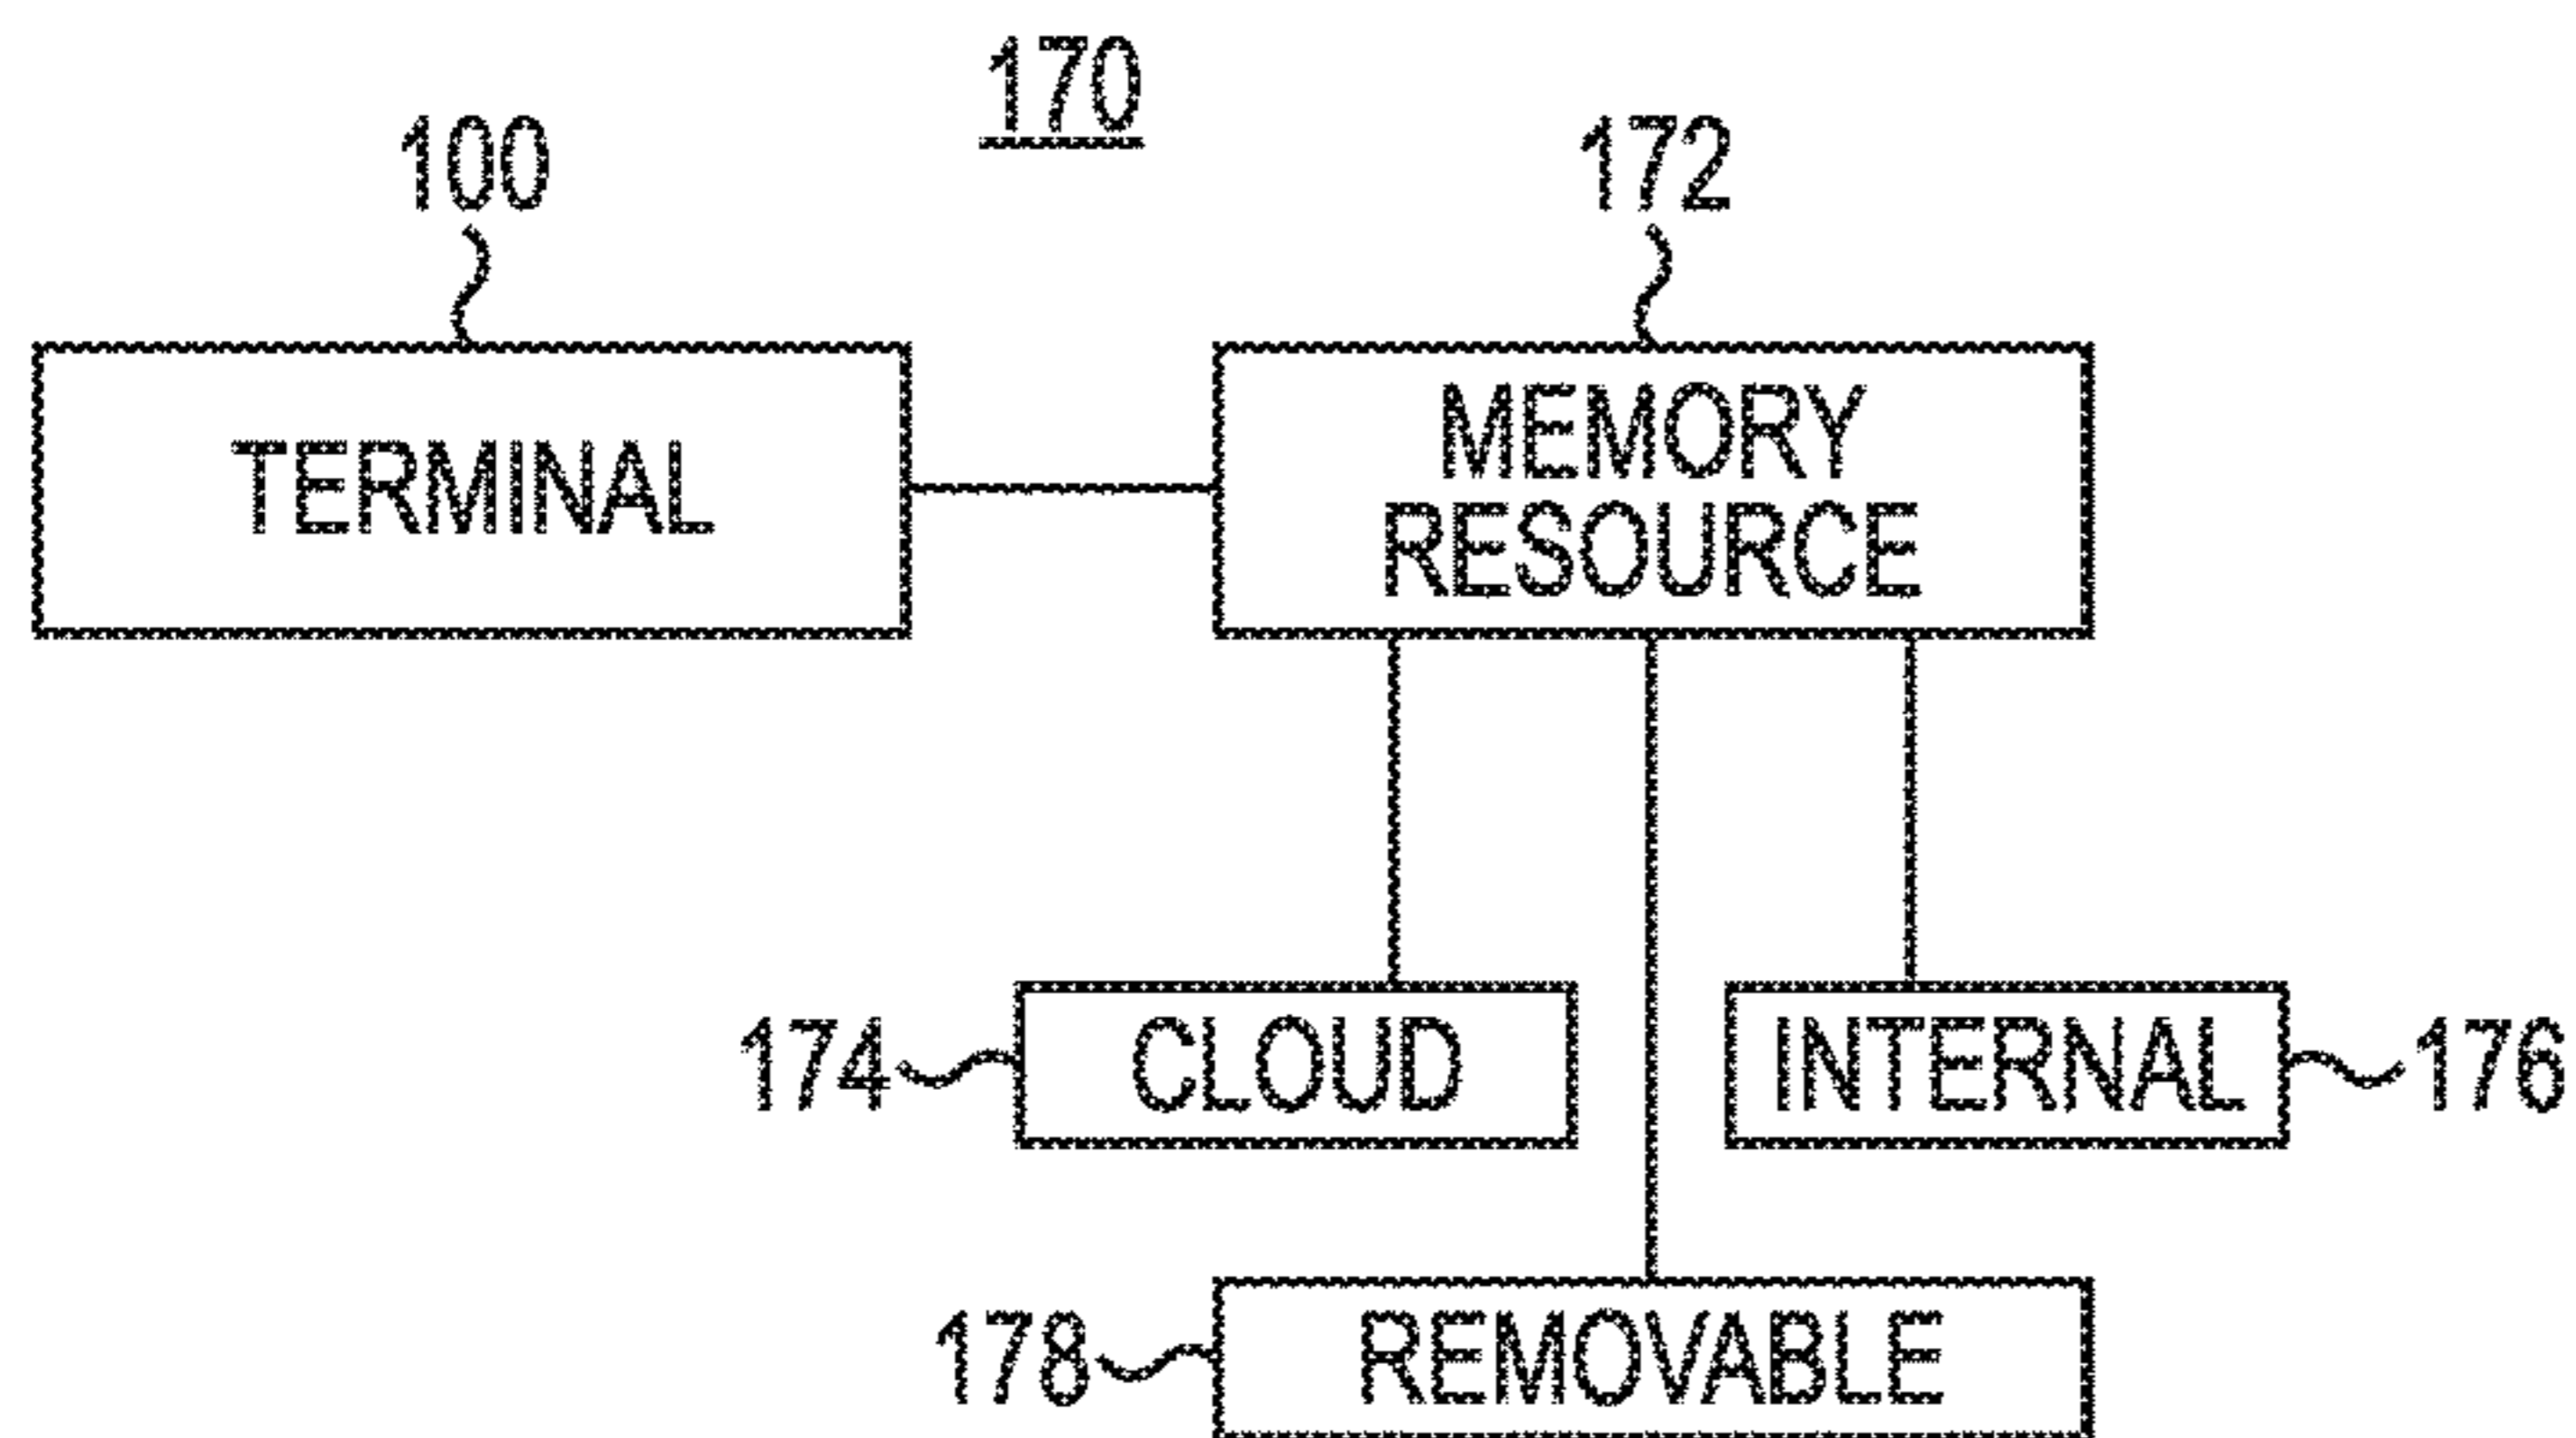 170
100
172
TERMINAL
MEMORY
RESOURCE
174
CLOUD
INTERNAL
176
178
REMOVABLE